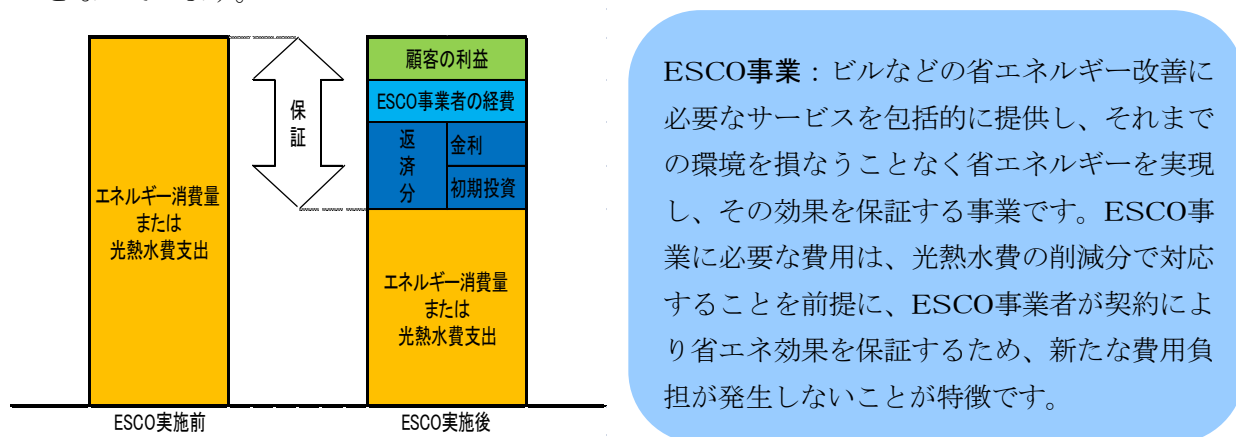 エネルギー消費量
または
光熱水費支出
保
証
顧客の利益
ESCO事業者の経費
返
済
分
金利
初期投資
エネルギー消費量
または
光熱水費支出
ESCO実施前
ESCO実施後
ESCO事業：ビルなどの省エネルギー改善に
必要なサービスを包括的に提供し、それまで
の環境を損なうことなく省エネルギーを実現
し、その効果を保証する事業です。ESCO事
業に必要な費用は、光熱水費の削減分で対応
することを前提に、ESCO事業者が契約によ
り省エネ効果を保証するため、新たな費用負
担が発生しないことが特徴です。